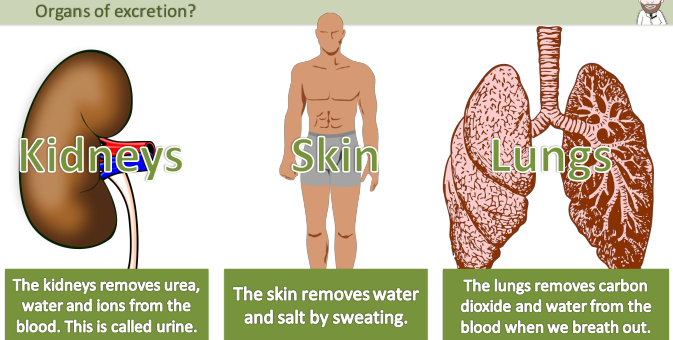 Organs of excretion?
Kidneys
Skin
Lungs
The kidneys removes urea,
water and ions from the
blood. This is called urine.
The skin removes water
and salt by sweating.
The lungs removes carbon
dioxide and water from the
blood when we breath out.